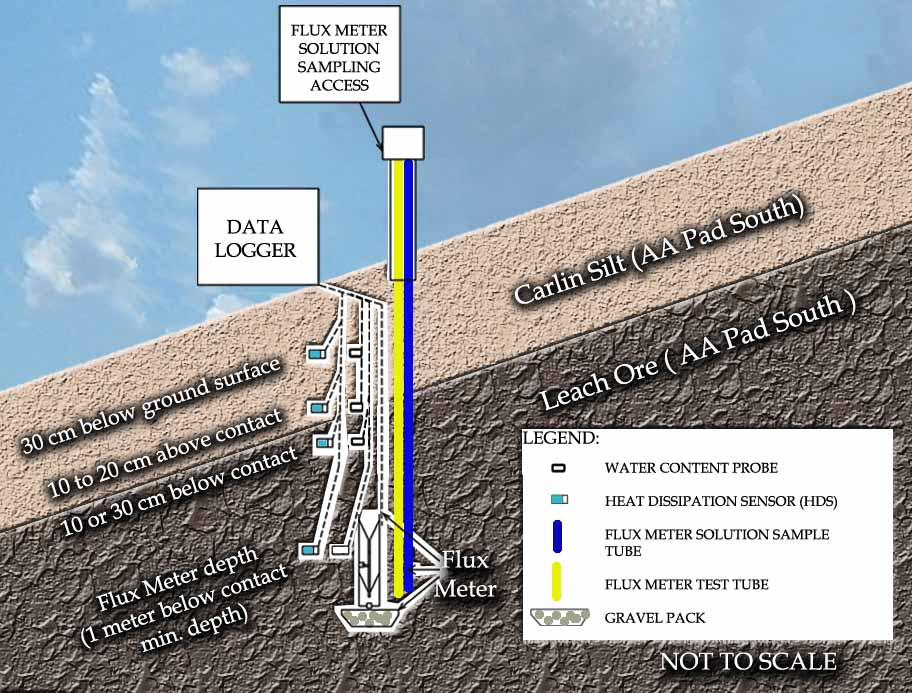 FLUX METER
SOLUTION
SAMPLING
ACCESS
DATA
LOGGER
Carlin Silt (AA Pad South)
Leach Ore ( AA Pad South )
30 cm below ground surface
10 to 20 cm above contact
10 or 30 cm below contact
Flux Meter depth
(1 meter below contact
min. depth)
Flux
Meter
LEGEND:
WATER CONTENT PROBE
HEAT DISSIPATION SENSOR (HDS)
FLUX METER SOLUTION SAMPLE
TUBE
FLUX METER TEST TUBE
GRAVEL PACK
NOT TO SCALE